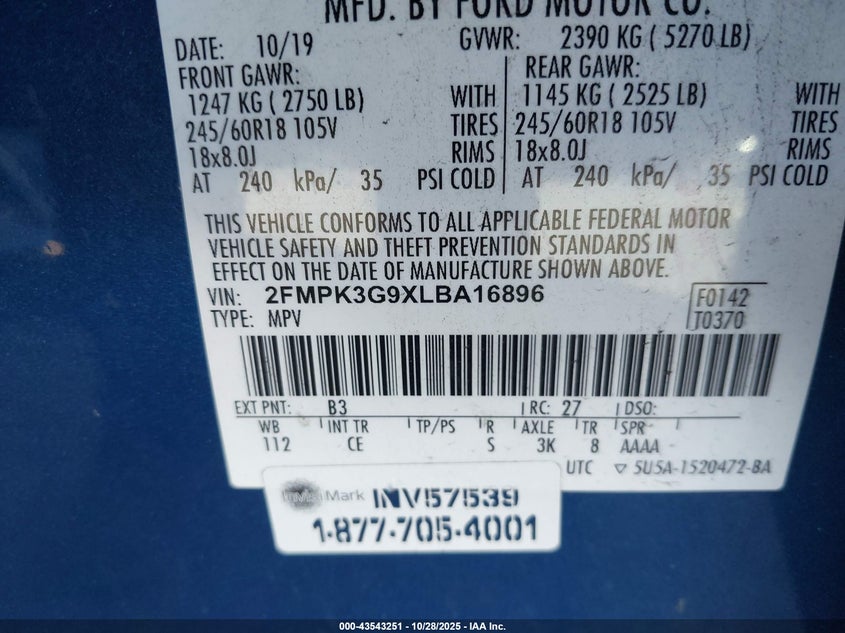 MFD. BY FORD MOTOR CO.
DATE: 10/19 GVWR: 2390 KG ( 5270 LB)
FRONT GAWR: REAR GAWR:
1247 KG ( 2750 LB) WITH 1145 KG ( 2525 LB) WITH
245/60R18 105V TIRES 245/60R18 105V TIRES
18x8.0J RIMS 18x8.0J RIMS
AT 240 kPa/ 35 PSI COLD AT 240 kPa/ 35 PSI COLD
THIS VEHICLE CONFORMS TO ALL APPLICABLE FEDERAL MOTOR
VEHICLE SAFETY AND THEFT PREVENTION STANDARDS IN
EFFECT ON THE DATE OF MANUFACTURE SHOWN ABOVE.
VIN: 2FMPK3G9XLBA16896 F0142
TYPE: MPV T0370
EXT PNT: B3 RC: 27 DSO:
WB INT TR TP/PS R AXLE TR SPR
112 CE S 3K 8 AAAA
UTC ▽ 5U5A-1520472-BA
Mark INV57539
1-877-705-4001
000-43543251 | 10/28/2025 - IAA Inc.